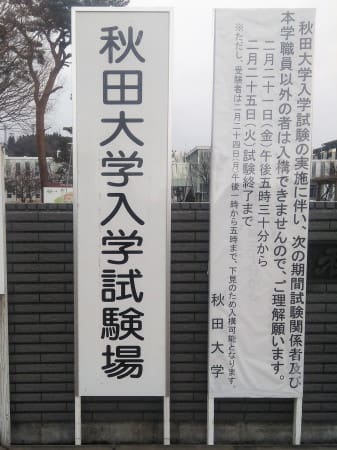 秋田大学入学試験場
秋田大学入学試験の実施に伴い、次の期間試験関係者及び
本学職員以外の者は入構できませんので、ご理解願います。
二月二十一日(金)午後五時三十分から
二月二十五日(火)試験終了まで
※ただし、受験者は二月二十四日(月)午後一時から五時まで、下見のため入構可能となります。
秋田大学